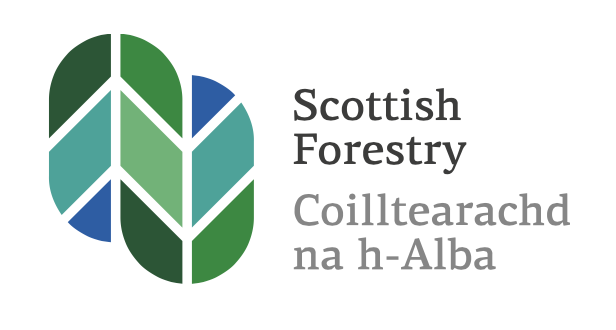 Scottish
Forestry
Coilltearachd
na h-Alba